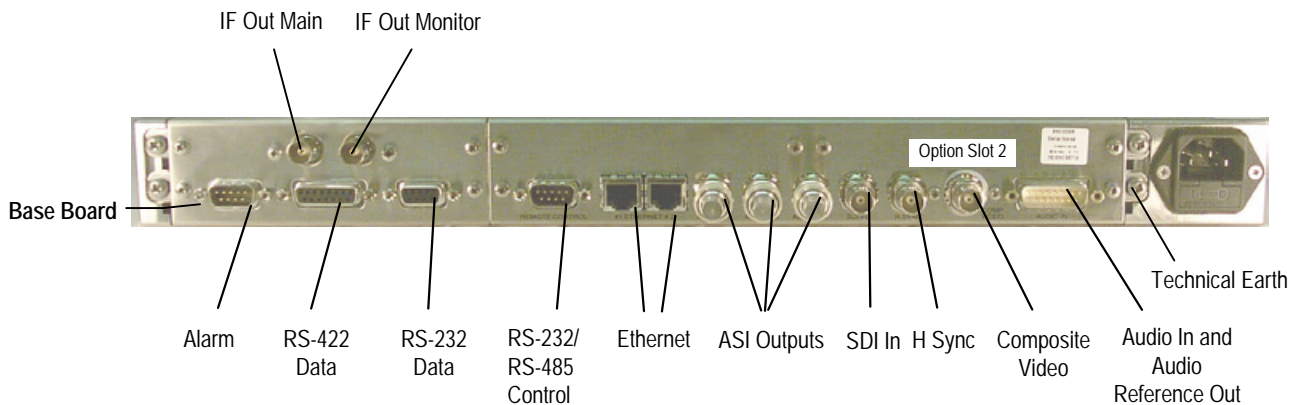 IF Out Main IF Out Monitor
Option Slot 2
Base Board
REMOTE CONTROL
Technical Earth
Alarm
RS-422
Data
RS-232
Data
RS-232/
RS-485
Control
Ethernet
ASI Outputs
SDI In
H Sync
Composite
Video
Audio In and
Audio
Reference Out